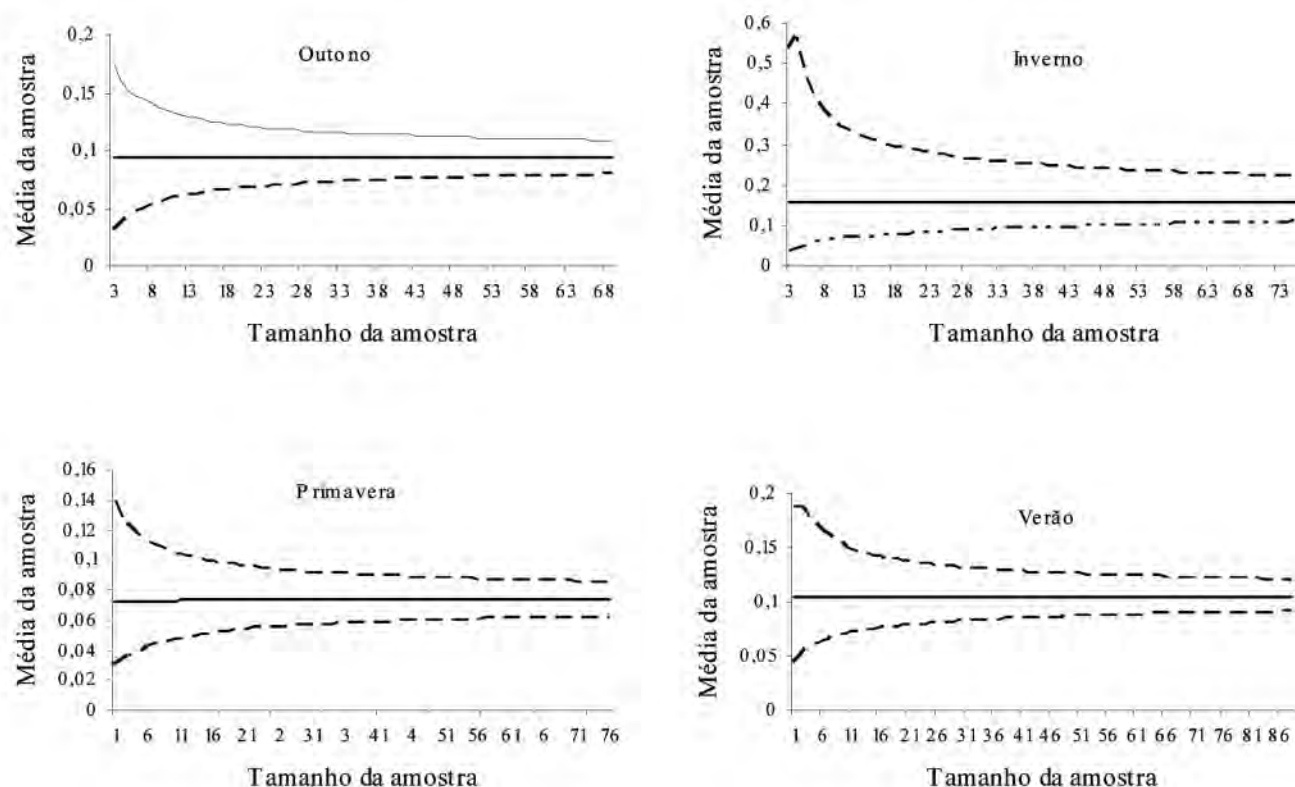 Outono
Média da amostra
0,2
0,15
0,1
0,05
0
3 8 13 18 23 28 33 38 43 48 53 58 63 68
Tamanho da amostra
Inverno
Média da amostra
0,6
0,5
0,4
0,3
0,2
0,1
0
3 8 13 18 23 28 33 38 43 48 53 58 63 68 73
Tamanho da amostra
Primavera
Média da amostra
0,16
0,14
0,12
0,1
0,08
0,06
0,04
0,02
0
1 6 11 16 21 2 31 3 41 4 51 56 61 6 71 76
Tamanho da amostra
Verão
Média da amostra
0,2
0,15
0,1
0,05
0
1 6 11 16 21 26 31 36 41 46 51 56 61 66 71 76 81 86
Tamanho da amostra